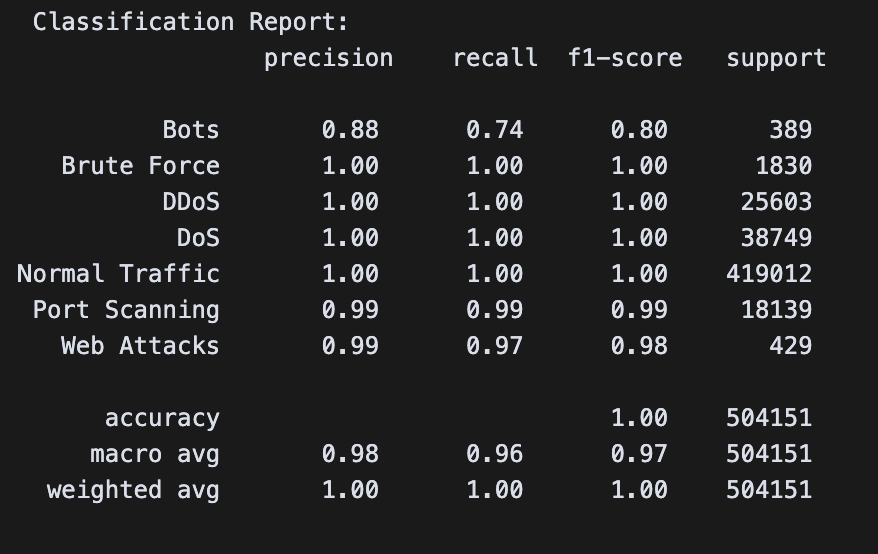 Classification Report:
precision recall f1-score support
Bots 0.88 0.74 0.80 389
Brute Force 1.00 1.00 1.00 1830
DDoS 1.00 1.00 1.00 25603
DoS 1.00 1.00 1.00 38749
Normal Traffic 1.00 1.00 1.00 419012
Port Scanning 0.99 0.99 0.99 18139
Web Attacks 0.99 0.97 0.98 429
accuracy 1.00 504151
macro avg 0.98 0.96 0.97 504151
weighted avg 1.00 1.00 1.00 504151